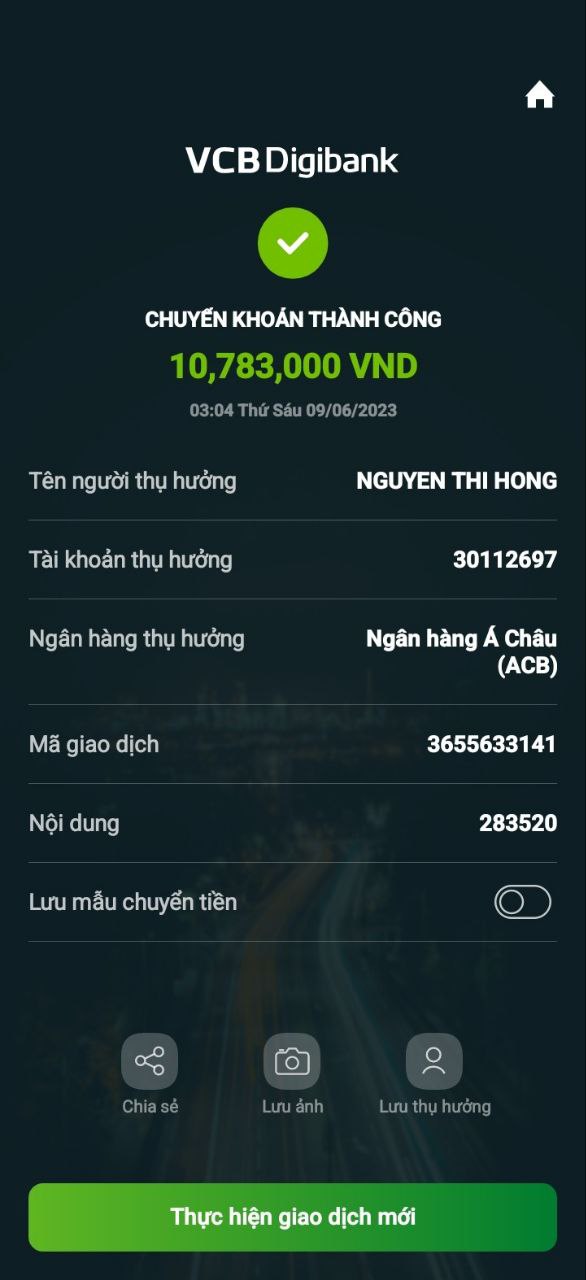 VCB Digibank
CHUYỂN KHOẢN THÀNH CÔNG
10,783,000 VND
03:04 Thứ Sáu 09/06/2023
Tên người thụ hưởng NGUYEN THI HONG
Tài khoản thụ hưởng 30112697
Ngân hàng thụ hưởng Ngân hàng Á Châu
(ACB)
Mã giao dịch 3655633141
Nội dung 283520
Lưu mẫu chuyển tiền
Chia sẻ Lưu ảnh Lưu thụ hưởng
Thực hiện giao dịch mới